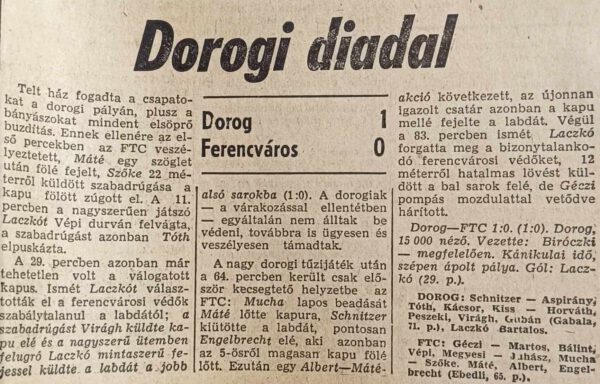 Dorogi diadal
Telt ház fogadta a csapato-
kat a dorogi pályán, plusz a
bányászokat mindent elsöprő
buzdítás. Ennek ellenére az el-
ső percekben az FTC veszé-
lyeztetett, Máté egy szöglet
után fölé fejelt, Szőke 22 mé-
terről küldött szabadrúgása a
kapu fölött zúgott el. A 11.
percben a nagyszerűen játszó
Laczkót Vépi durván felvágta,
a szabadrúgást azonban Tóth
elpuskázta.
A 29. percben azonban már
tehetetlen volt a válogatott
kapus. Ismét Laczkót választ-
ották el a ferencvárosi védők
szabálytalanul a labdától; a
szabadrúgást Virágh küldte ka-
pu elé és a nagyszerű ütemben
felugró Laczkó mintaszerű fe-
jessel küldte a labdát a jobb
Dorog 1
Ferencváros 0
alsó sarokba (1:0). A dorogiak
— a várakozással ellentétben
— egyáltalán nem álltak be
védeni, továbbra is ügyesen és
veszélyesen támadtak.
A nagy dorogi tűzijáték után
a 64. percben került csak elő-
ször kecsegtető helyzetbe az
FTC: Mucha lapos beadását
Máté lőtte kapura, Schnitzer
kiütötte a labdát, pontosan
Engelbrecht elé, aki azonban
az 5-ösről magasan kapu fölé
lőtt. Ezután egy Albert—Máté-
akció következett, az újonnan
igazolt csatár azonban a kapu
mellé fejelte a labdát. Végül
a 83. percben ismét Laczkó
forgatta meg a bizonytalanko-
dó ferencvárosi védőket, 12
méterről hatalmas lövést kül-
dött a bal sarok felé, de Géczi
pompás mozdulattal vetődve
hárított.
Dorog—FTC 1:0. (1:0). Dorog,
15 000 néző. Vezette: Biróczki
— megfelelően. Kánikulai idő,
szépen ápolt pálya. Gól: Lacz-
kó (29. p.).
DOROG: Schnitzer — Aspirány,
Tóth, Kácsor, Kiss — Horváth,
Peszeki, Virágh, Gubán (Gabala,
71. p.), Laczkó Bartalos.
FTC: Géczi — Martos, Bálint,
Vépi, Megyesi — Juhász, Mucha
— Szőke, Máté, Albert, Engel-
brecht (Ebedli, 65. p.).